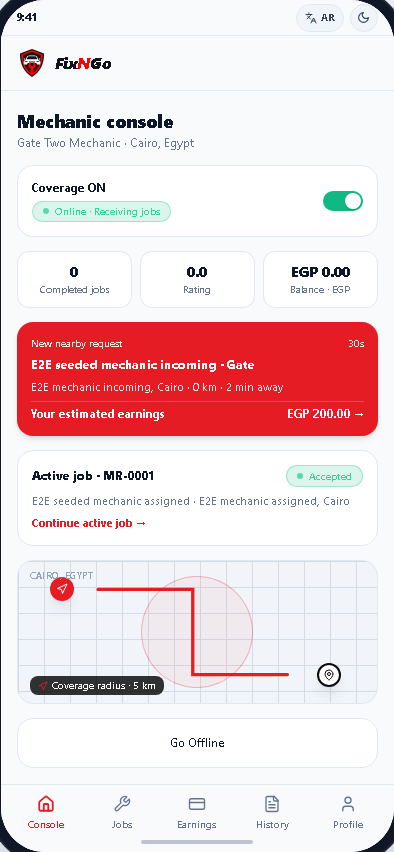 9:41
AR
FixNGo
Mechanic console
Gate Two Mechanic · Cairo, Egypt
Coverage ON
Online · Receiving jobs
0
Completed jobs
0.0
Rating
EGP 0.00
Balance · EGP
New nearby request
30s
E2E seeded mechanic incoming · Gate
E2E mechanic incoming, Cairo · 0 km · 2 min away
Your estimated earnings
EGP 200.00 →
Active job · MR-0001
Accepted
E2E seeded mechanic assigned · E2E mechanic assigned, Cairo
Continue active job →
CAIRO, EGYPT
Coverage radius · 5 km
Go Offline
Console
Jobs
Earnings
History
Profile